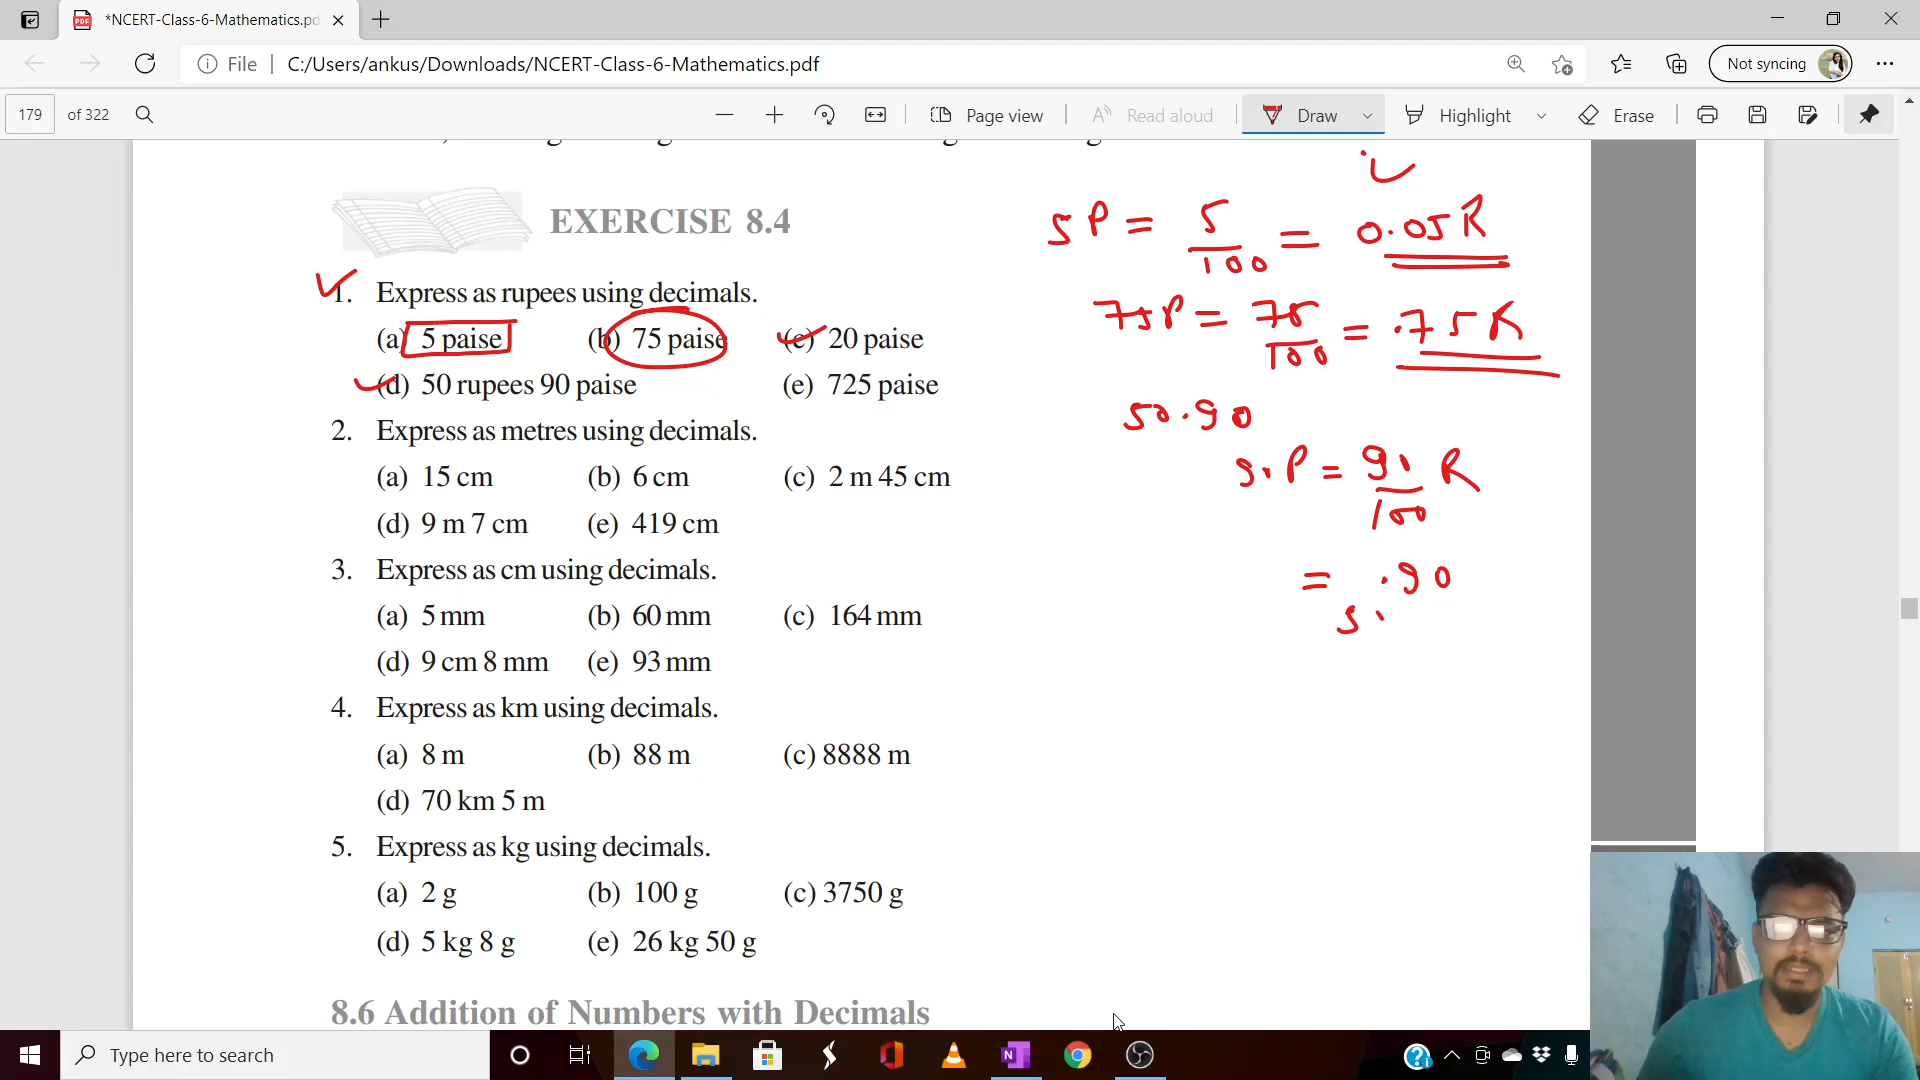 *NCERT-Class-6-Mathematics.pd
File
C:/Users/ankus/Downloads/NCERT-Class-6-Mathematics.pdf
Not syncing
179 of 322
Page view
Read aloud
Draw
Highlight
Erase
EXERCISE 8.4
1. Express as rupees using decimals.
(a) 5 paise (b) 75 paise (c) 20 paise
(d) 50 rupees 90 paise (e) 725 paise
2. Express as metres using decimals.
(a) 15 cm (b) 6 cm (c) 2 m 45 cm
(d) 9 m 7 cm (e) 419 cm
3. Express as cm using decimals.
(a) 5 mm (b) 60 mm (c) 164 mm
(d) 9 cm 8 mm (e) 93 mm
4. Express as km using decimals.
(a) 8 m (b) 88 m (c) 8888 m
(d) 70 km 5 m
5. Express as kg using decimals.
(a) 2 g (b) 100 g (c) 3750 g
(d) 5 kg 8 g (e) 26 kg 50 g
8.6 Addition of Numbers with Decimals
5P = 5/100 = 0.05R
75P = 75/100 = .75R
50.90
90P = 90/100 R
= .90
Type here to search